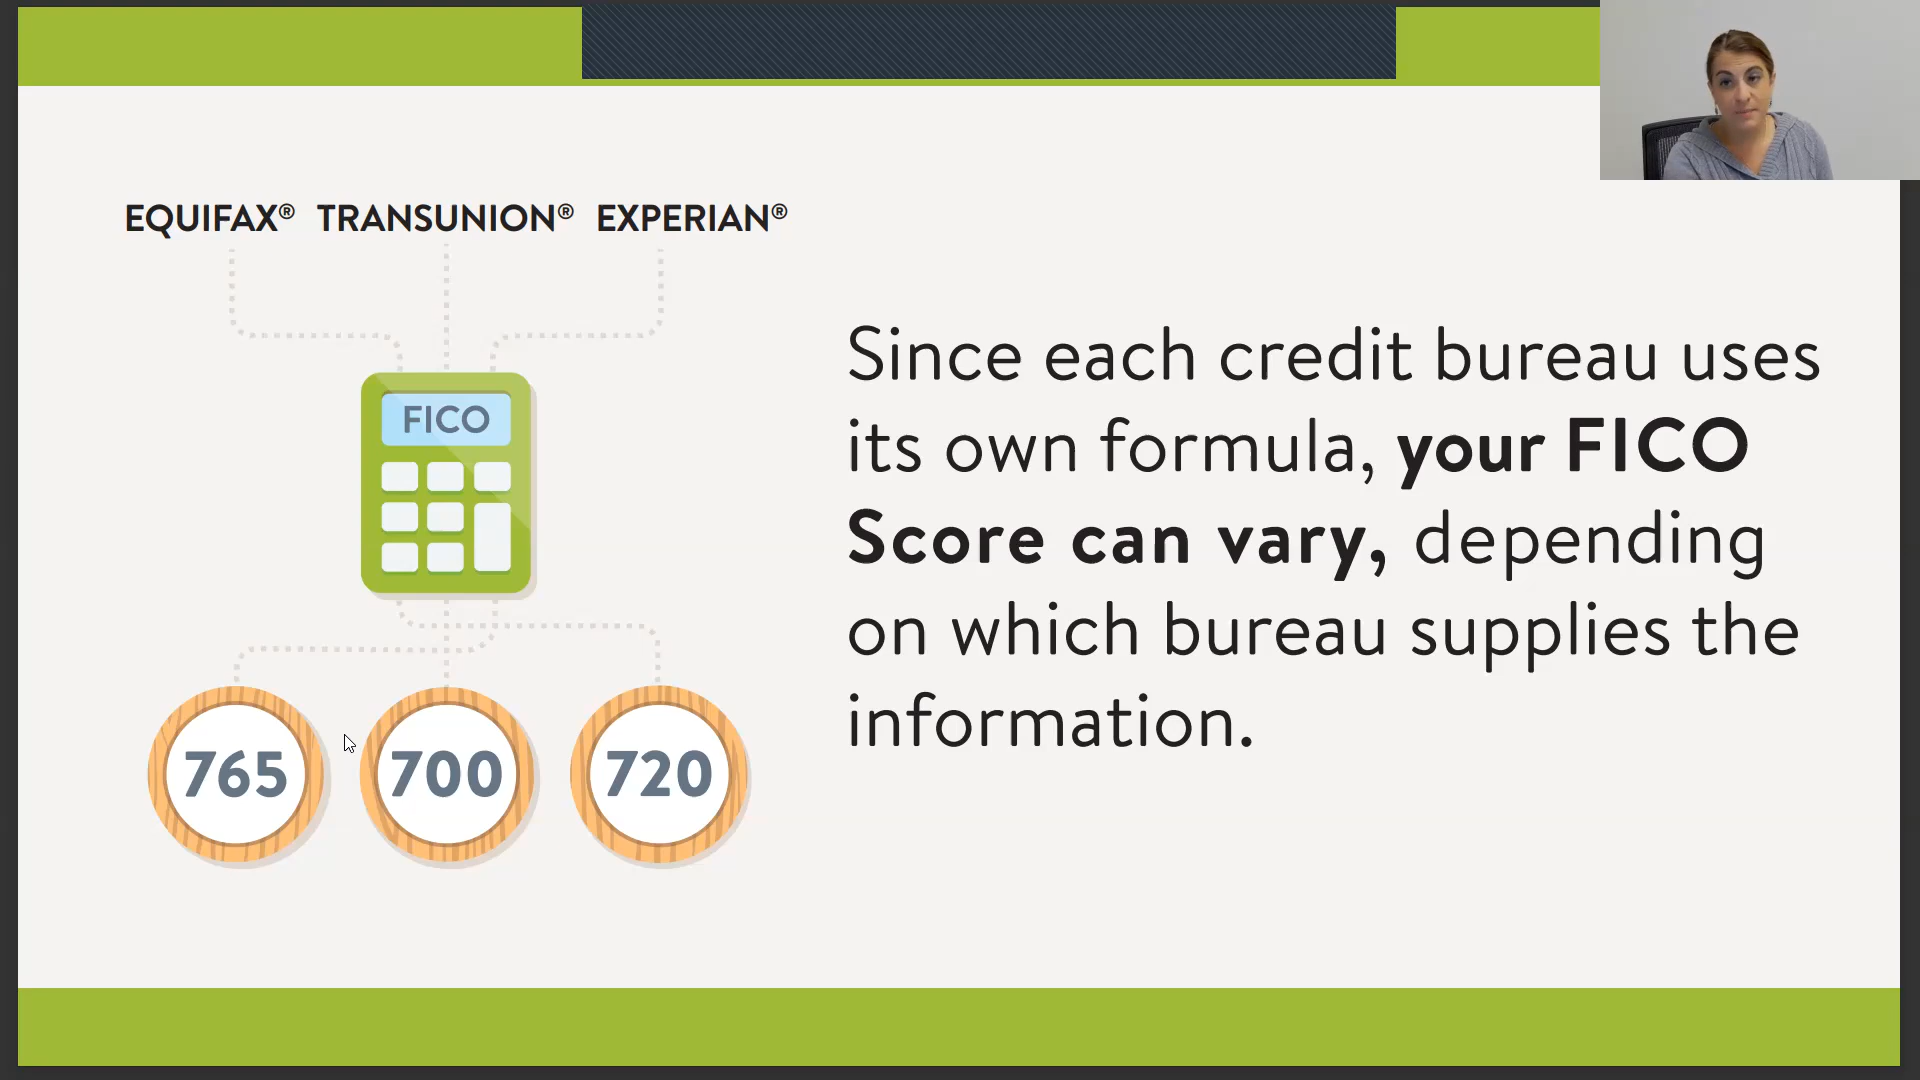 EQUIFAX® TRANSUNION® EXPERIAN®
FICO
765 700 720
Since each credit bureau uses
its own formula, your FICO
Score can vary, depending
on which bureau supplies the
information.